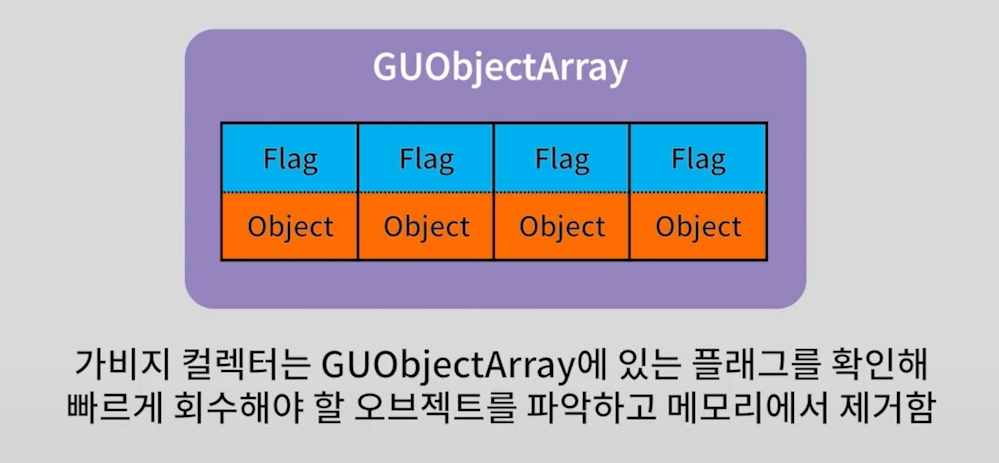 GUObjectArray
Flag Flag Flag Flag
Object Object Object Object
가비지 컬렉터는 GUObjectArray에 있는 플래그를 확인해
빠르게 회수해야 할 오브젝트를 파악하고 메모리에서 제거함